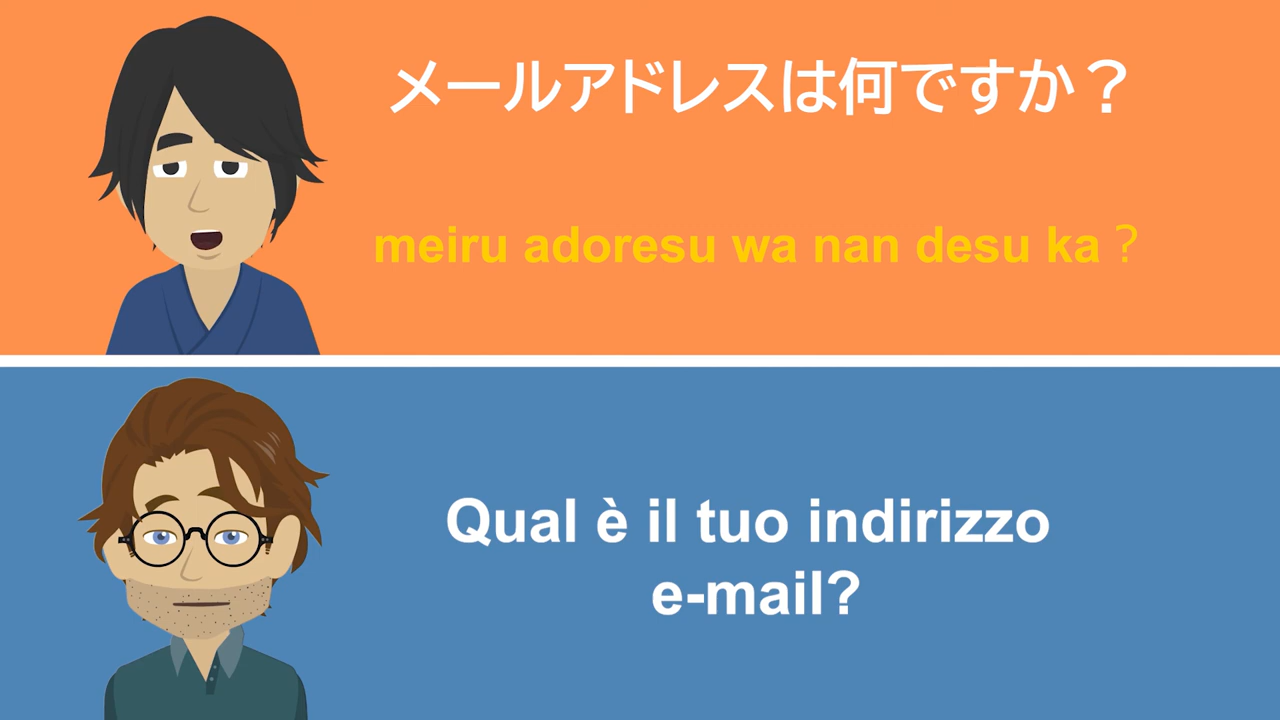 メールアドレスは何ですか？
meiru adoresu wa nan desu ka？
Qual è il tuo indirizzo
e-mail?